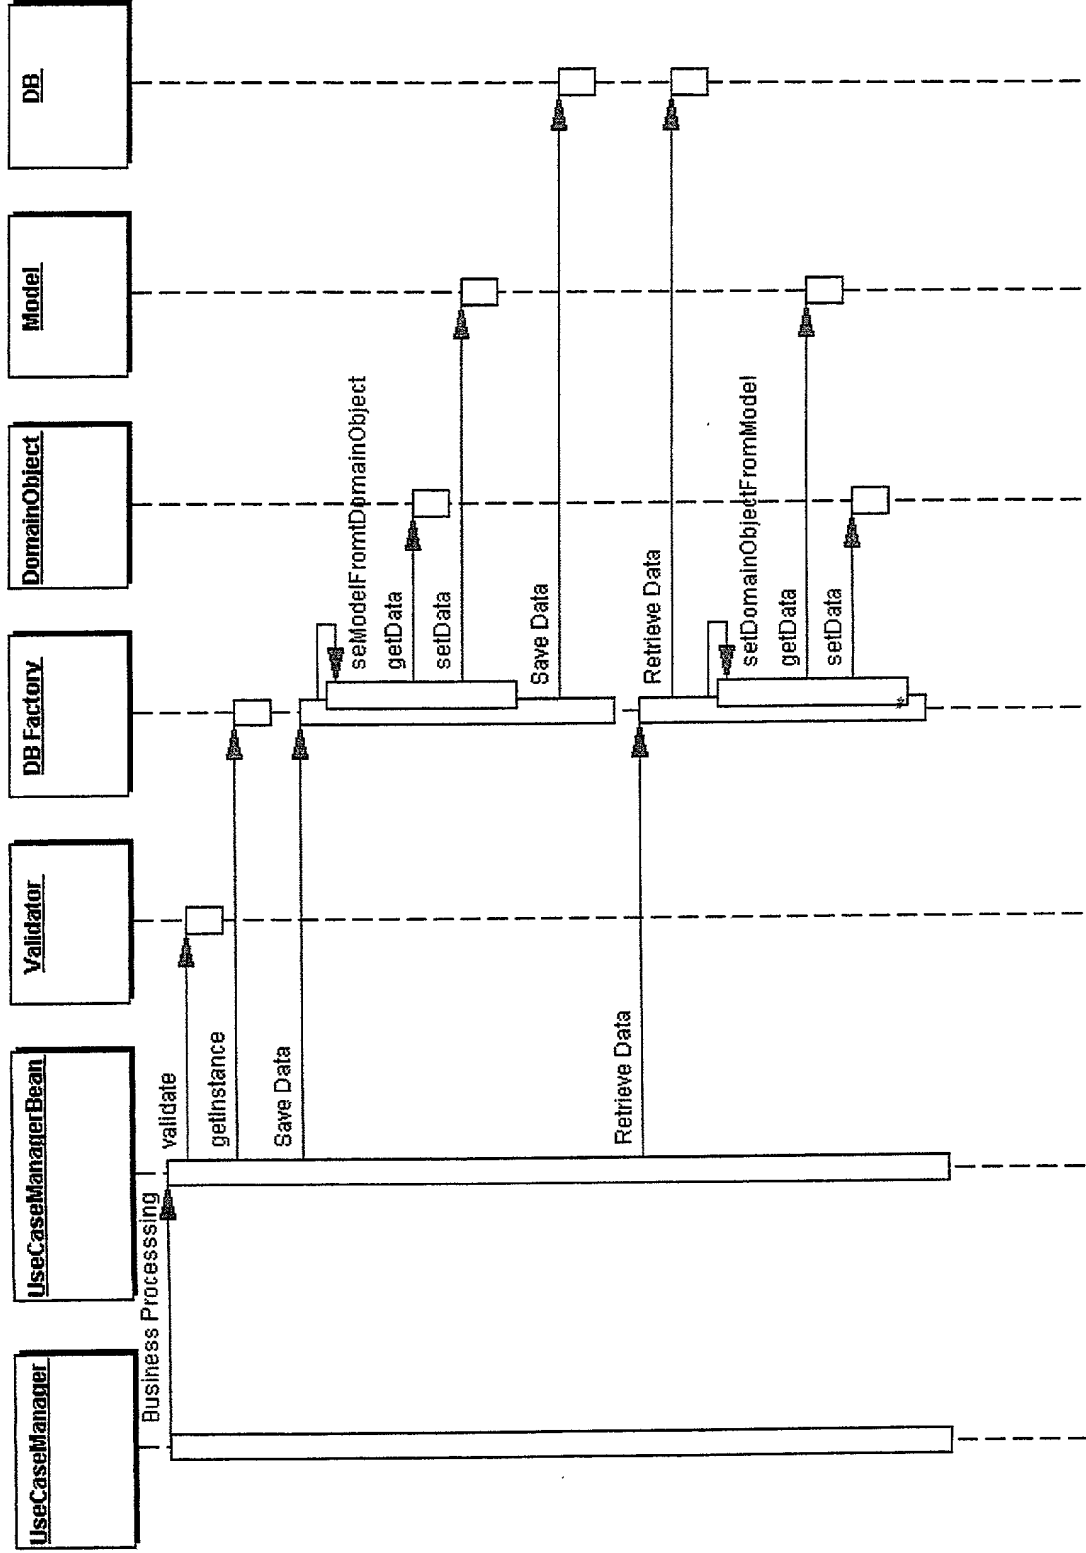 UseCaseManager
UseCaseManagerBean
Validator
DB Factory
DomainObject
Model
DB
Business Processsing
validate
getInstance
Save Data
seModelFromtDomainObject
getData
setData
Save Data
Retrieve Data
Retrieve Data
setDomainObjectFromModel
getData
setData